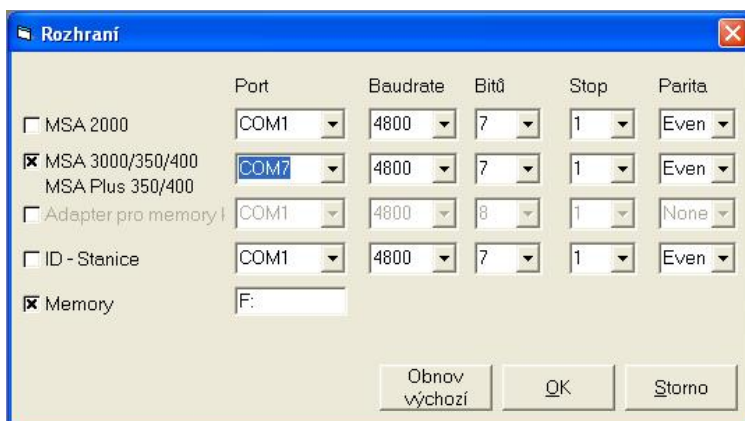 Rozhraní
Port Baudrate Bitů Stop Parita
MSA 2000 COM1 4800 7 1 Even
MSA 3000/350/400 COM7 4800 7 1 Even
MSA Plus 350/400
Adapter pro memory COM1 4800 8 1 None
ID - Stanice COM1 4800 7 1 Even
Memory F:
Obnov výchozí OK Storno